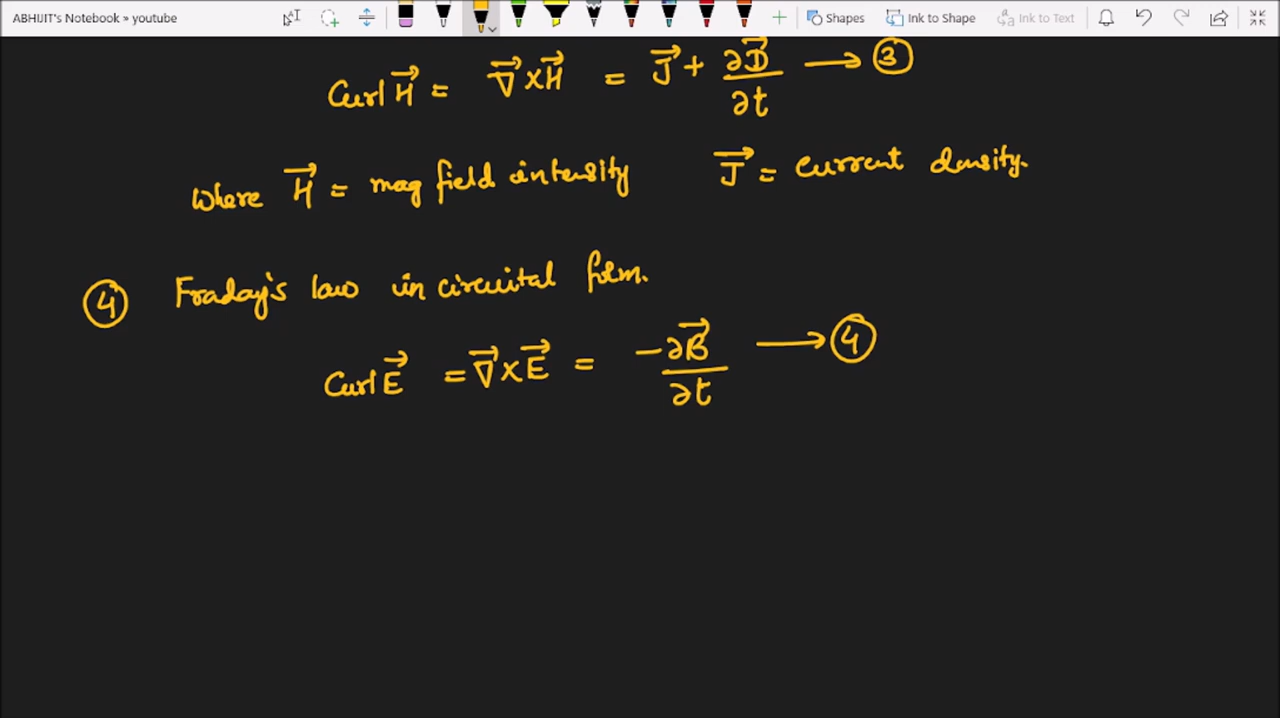 ABHIJIT's Notebook » youtube
Shapes Ink to Shape Ink to Text
Curl H⃗ = ∇⃗ × H⃗ = J⃗ + ∂D⃗/∂t → ③
Where H⃗ = mag field intensity J⃗ = current density.
④ Fraday's law in circuital form.
Curl E⃗ = ∇⃗ × E⃗ = -∂B⃗/∂t → ④